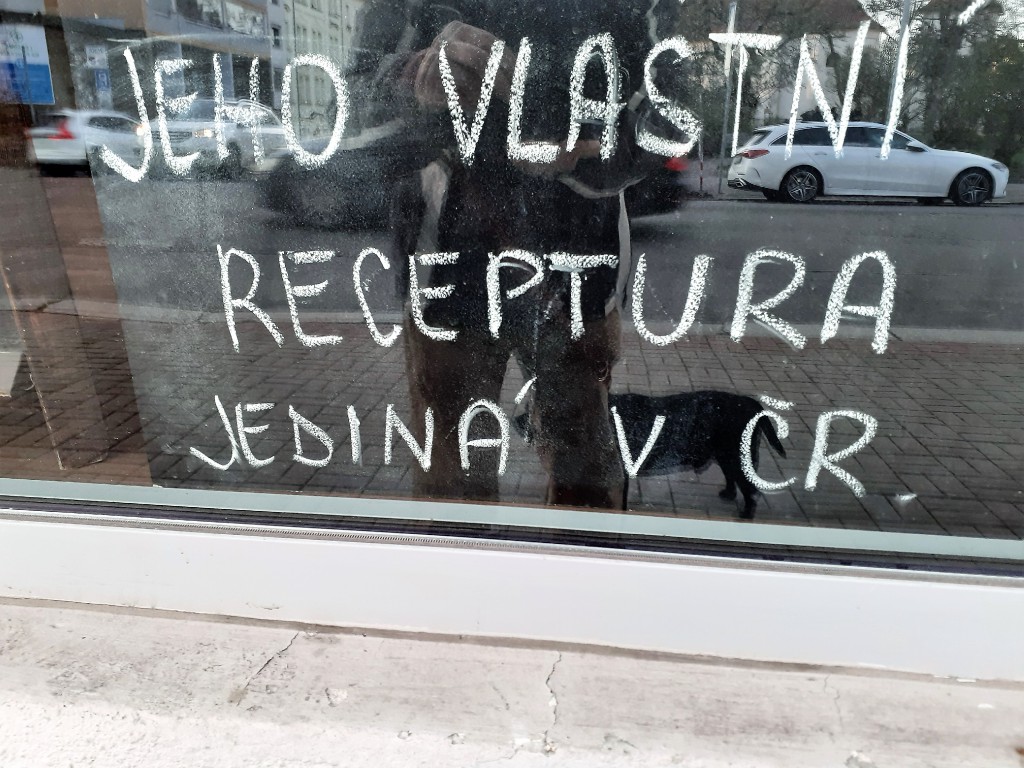 JEHO VLASTNÍ
RECEPTURA
JEDINÁ V ČR